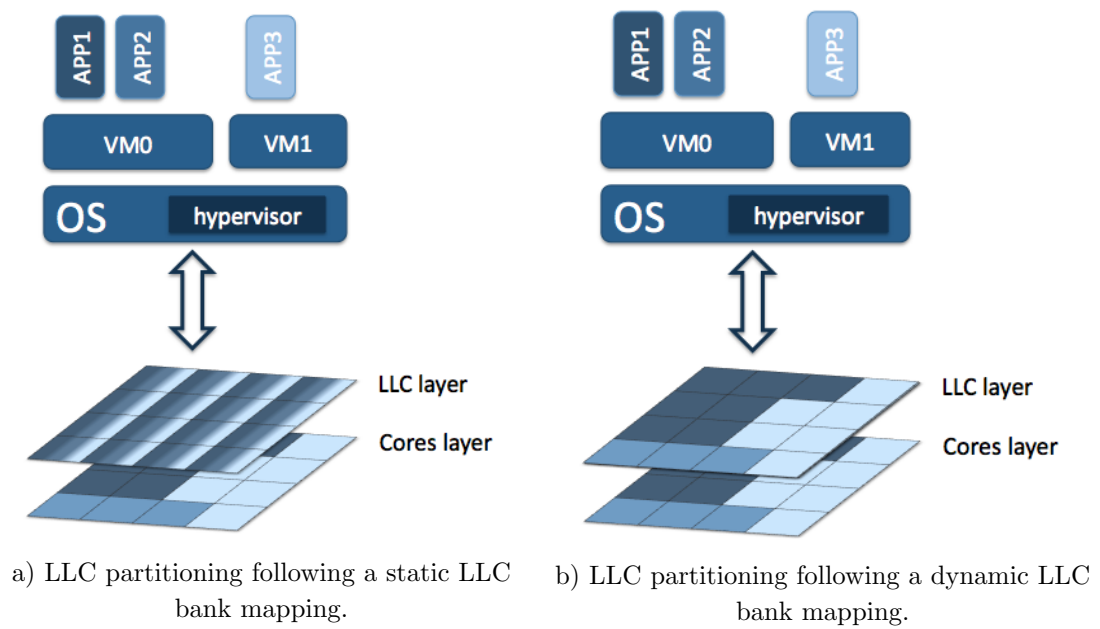 APP1
APP2
APP3
VM0
VM1
OS
hypervisor
LLC layer
Cores layer
a) LLC partitioning following a static LLC
bank mapping.
APP1
APP2
APP3
VM0
VM1
OS
hypervisor
LLC layer
Cores layer
b) LLC partitioning following a dynamic LLC
bank mapping.